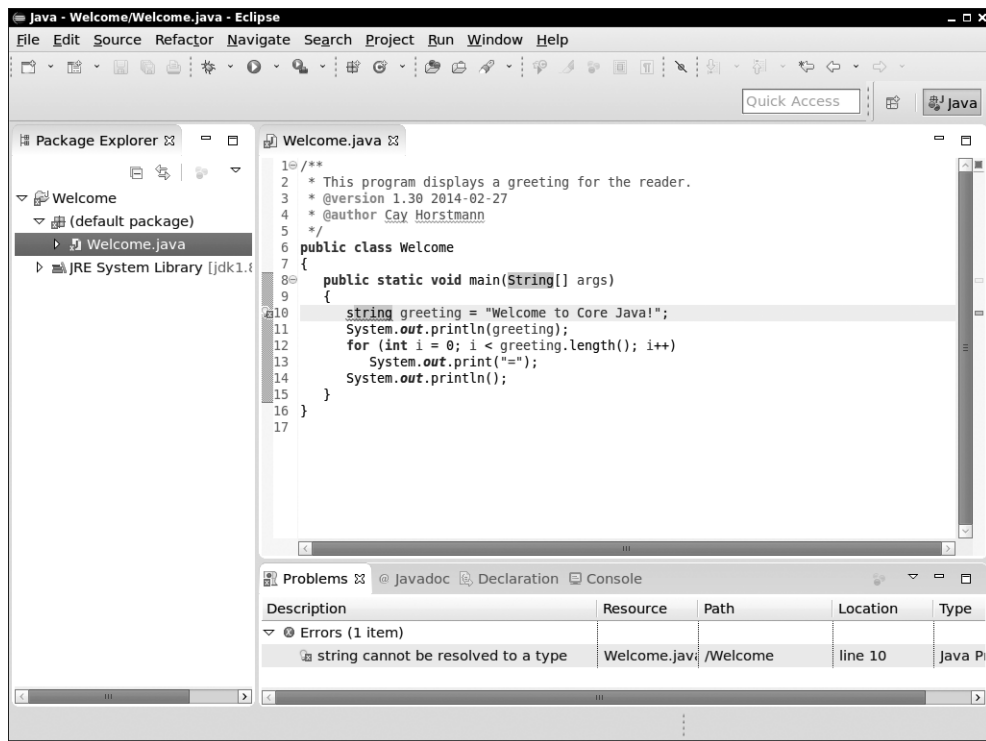 Java - Welcome/Welcome.java - Eclipse
File Edit Source Refactor Navigate Search Project Run Window Help
Quick Access
Java
Package Explorer
Welcome
(default package)
Welcome.java
JRE System Library [jdk1.8
Welcome.java
1 /**
2 * This program displays a greeting for the reader.
3 * @version 1.30 2014-02-27
4 * @author Cay Horstmann
5 */
6 public class Welcome
7 {
8 public static void main(String[] args)
9 {
10 string greeting = "Welcome to Core Java!";
11 System.out.println(greeting);
12 for (int i = 0; i < greeting.length(); i++)
13 System.out.print("=");
14 System.out.println();
15 }
16 }
17
Problems @ Javadoc Declaration Console
Description Resource Path Location Type
Errors (1 item)
string cannot be resolved to a type Welcome.java /Welcome line 10 Java P